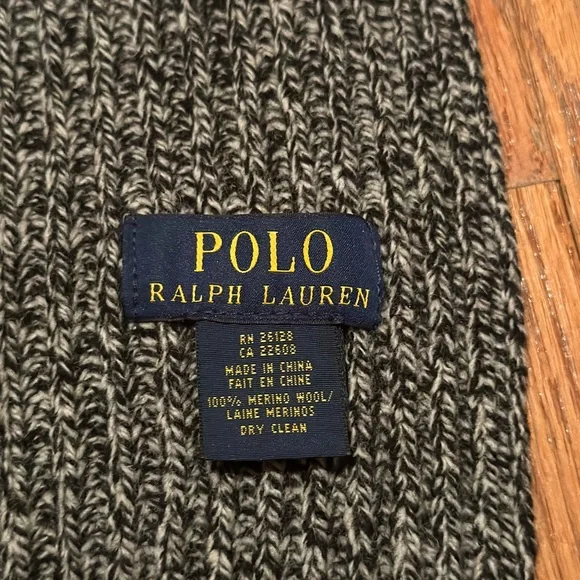 POLO
RALPH LAUREN
RN 26128
CA 22608
MADE IN CHINA
FAIT EN CHINE
100% MERINO WOOL/
LAINE MERINOS
DRY CLEAN